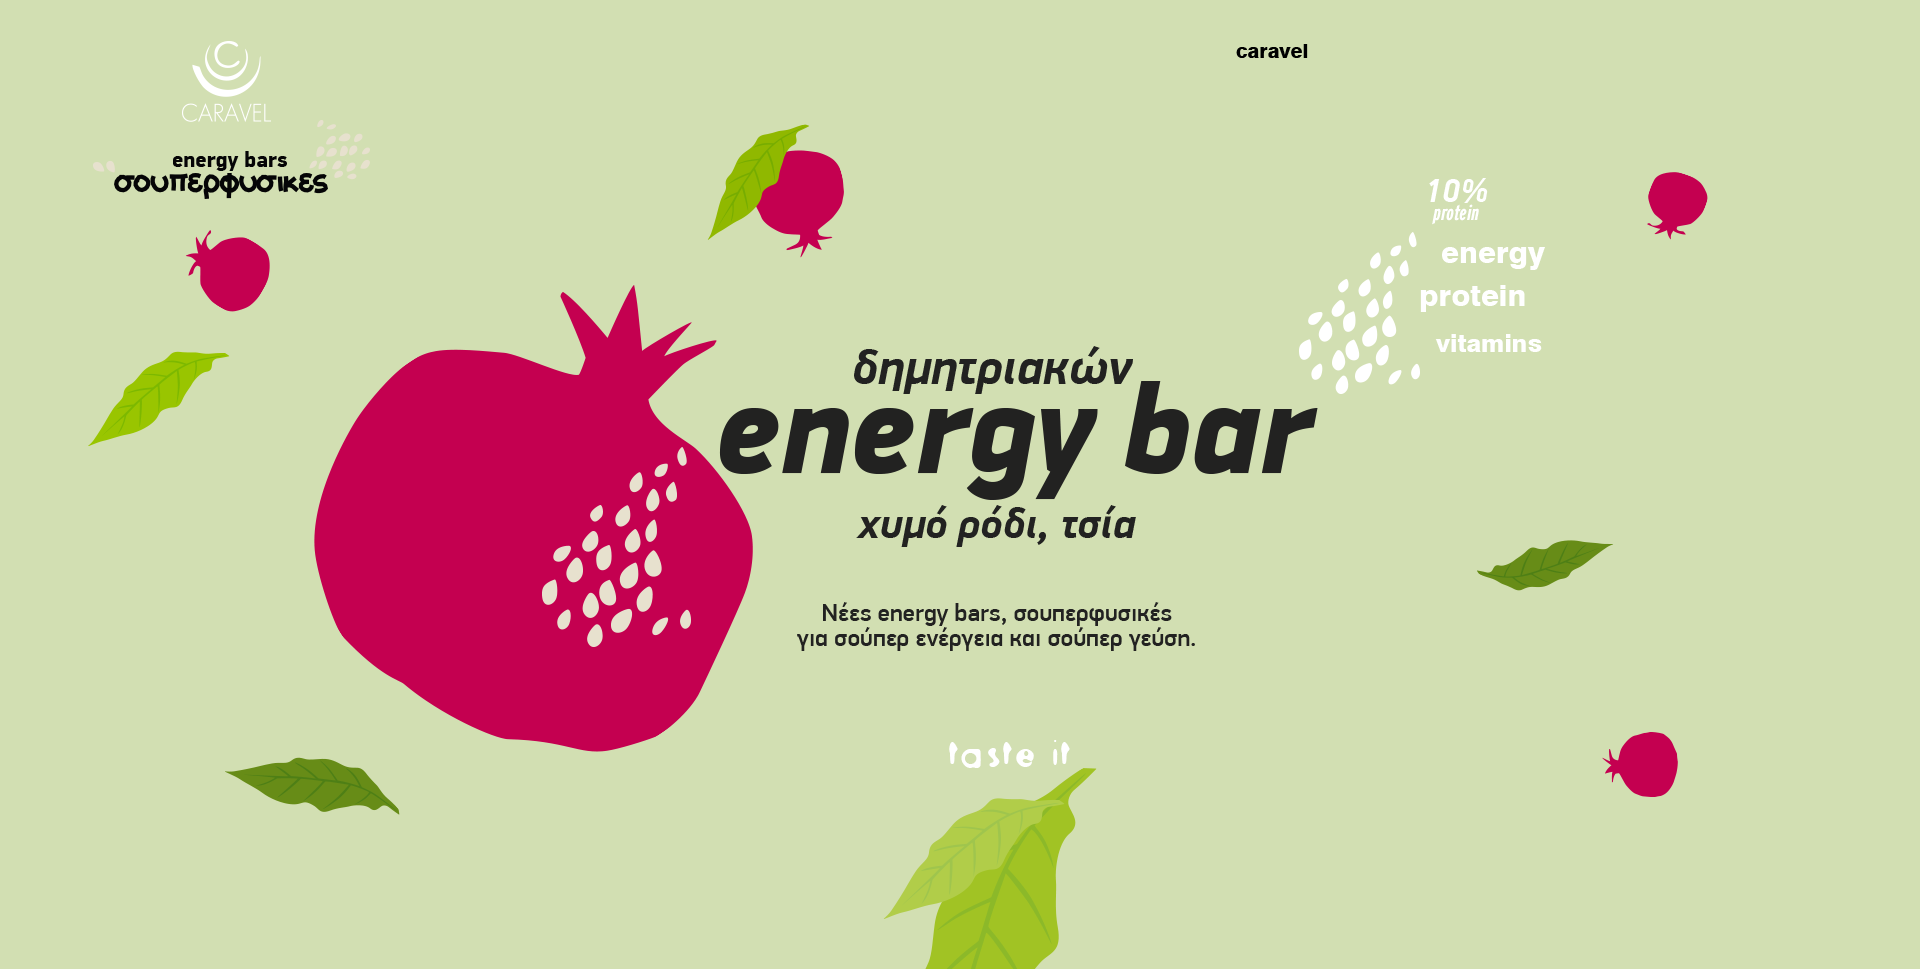 C
CARAVEL
energy bars
σουπερφυσικες
caravel
10%
protein
energy
protein
vitamins
δημητριακών
energy bar
χυμό ρόδι, τσία
Νέες energy bars, σουπερφυσικές
για σούπερ ενέργεια και σούπερ γεύση.
taste it